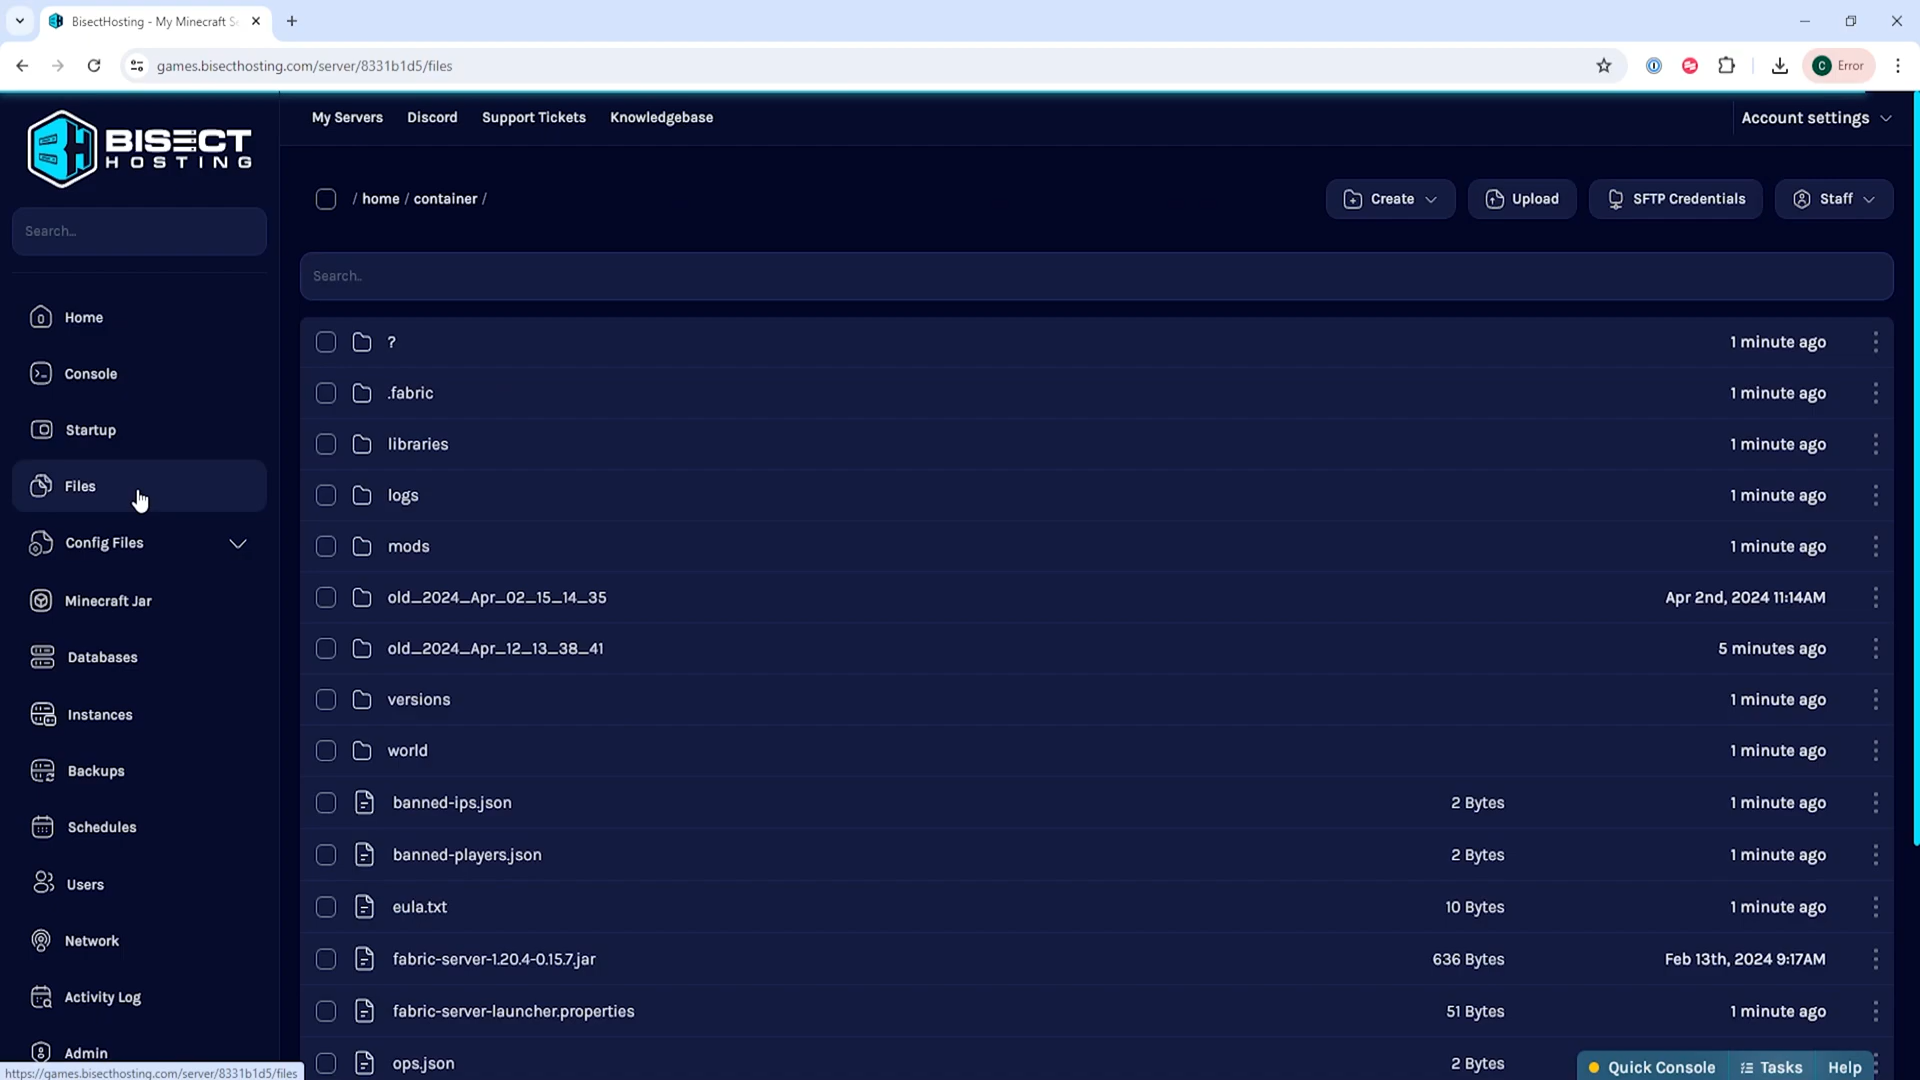 BisectHosting - My Minecraft S
games.bisecthosting.com/server/8331b1d5/files
C Error
BISECT
HOSTING
My Servers Discord Support Tickets Knowledgebase
Account settings
Search...
/ home / container /
Create Upload SFTP Credentials Staff
Search..
Home
Console
Startup
Files
Config Files
Minecraft Jar
Databases
Instances
Backups
Schedules
Users
Network
Activity Log
Admin
? 1 minute ago
.fabric 1 minute ago
libraries 1 minute ago
logs 1 minute ago
mods 1 minute ago
old_2024_Apr_02_15_14_35 Apr 2nd, 2024 11:14AM
old_2024_Apr_12_13_38_41 5 minutes ago
versions 1 minute ago
world 1 minute ago
banned-ips.json 2 Bytes 1 minute ago
banned-players.json 2 Bytes 1 minute ago
eula.txt 10 Bytes 1 minute ago
fabric-server-1.20.4-0.15.7.jar 636 Bytes Feb 13th, 2024 9:17AM
fabric-server-launcher.properties 51 Bytes 1 minute ago
ops.json 2 Bytes
Quick Console Tasks Help
https://games.bisecthosting.com/server/8331b1d5/files